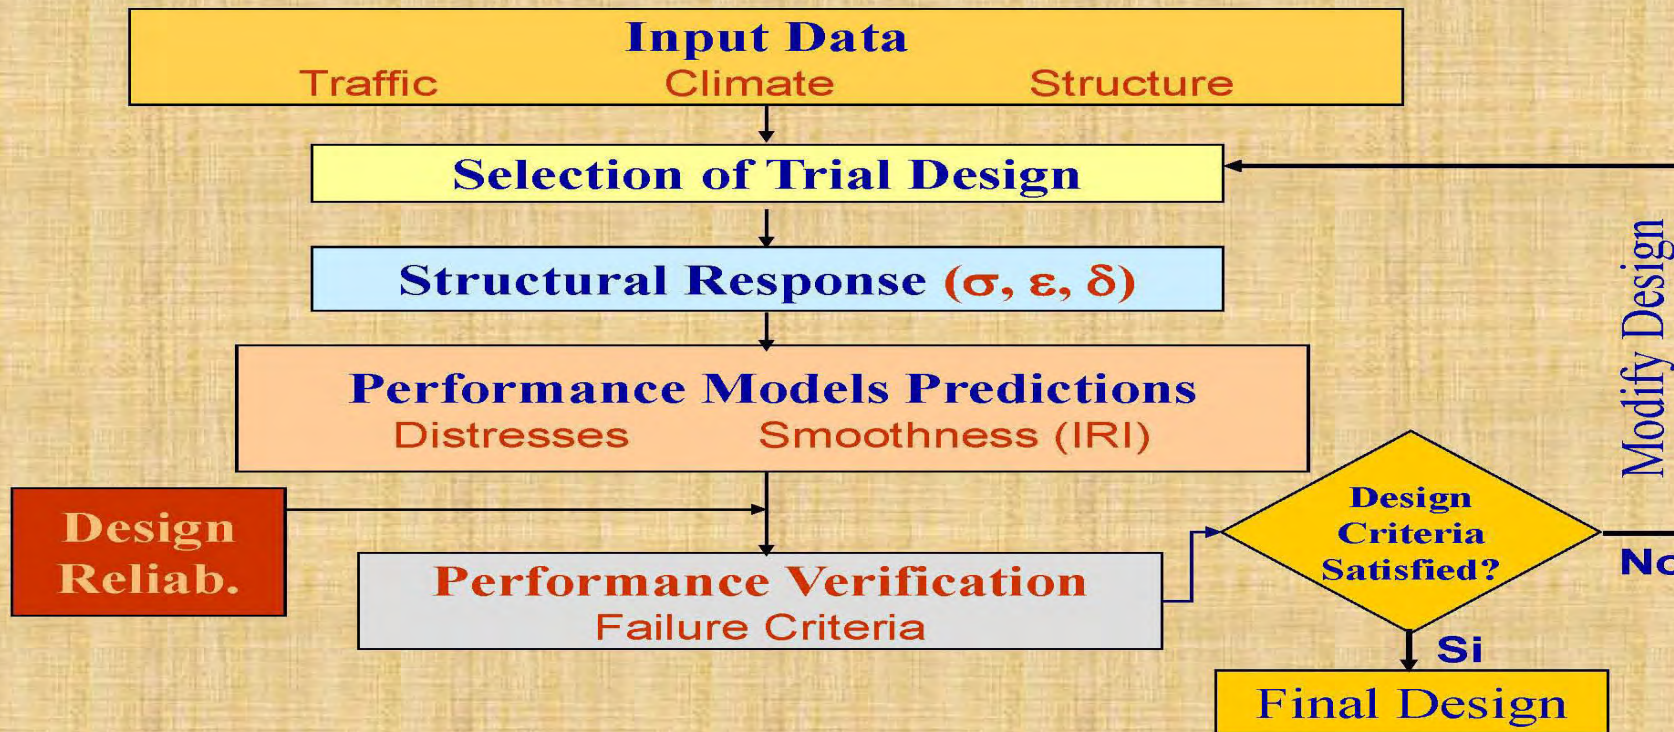 Input Data
Traffic Climate Structure
Selection of Trial Design
Structural Response (σ, ε, δ)
Modify Design
Performance Models Predictions
Distresses Smoothness (IRI)
Design
Reliab.
Performance Verification
Failure Criteria
Design
Criteria
Satisfied?
No
Si
Final Design